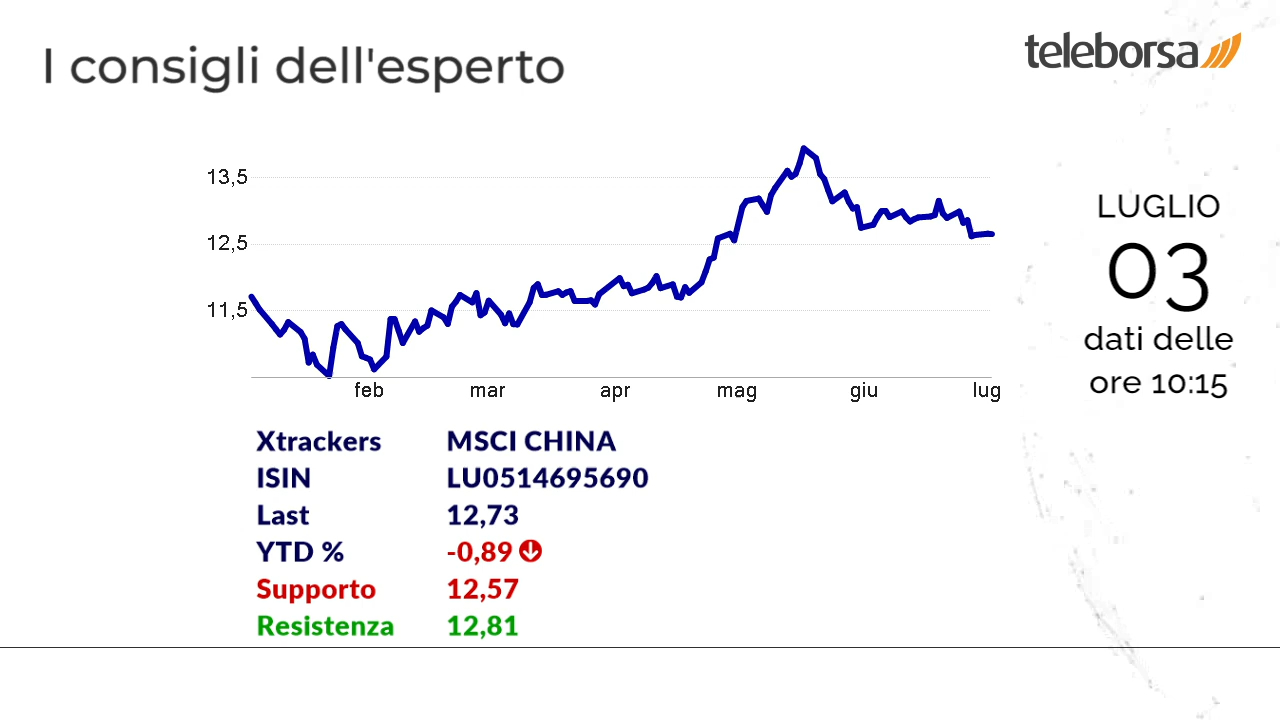 I consigli dell'esperto
teleborsa
13,5
12,5
11,5
feb mar apr mag giu lug
LUGLIO
03
dati delle
ore 10:15
Xtrackers MSCI CHINA
ISIN LU0514695690
Last 12,73
YTD % -0,89
Supporto 12,57
Resistenza 12,81